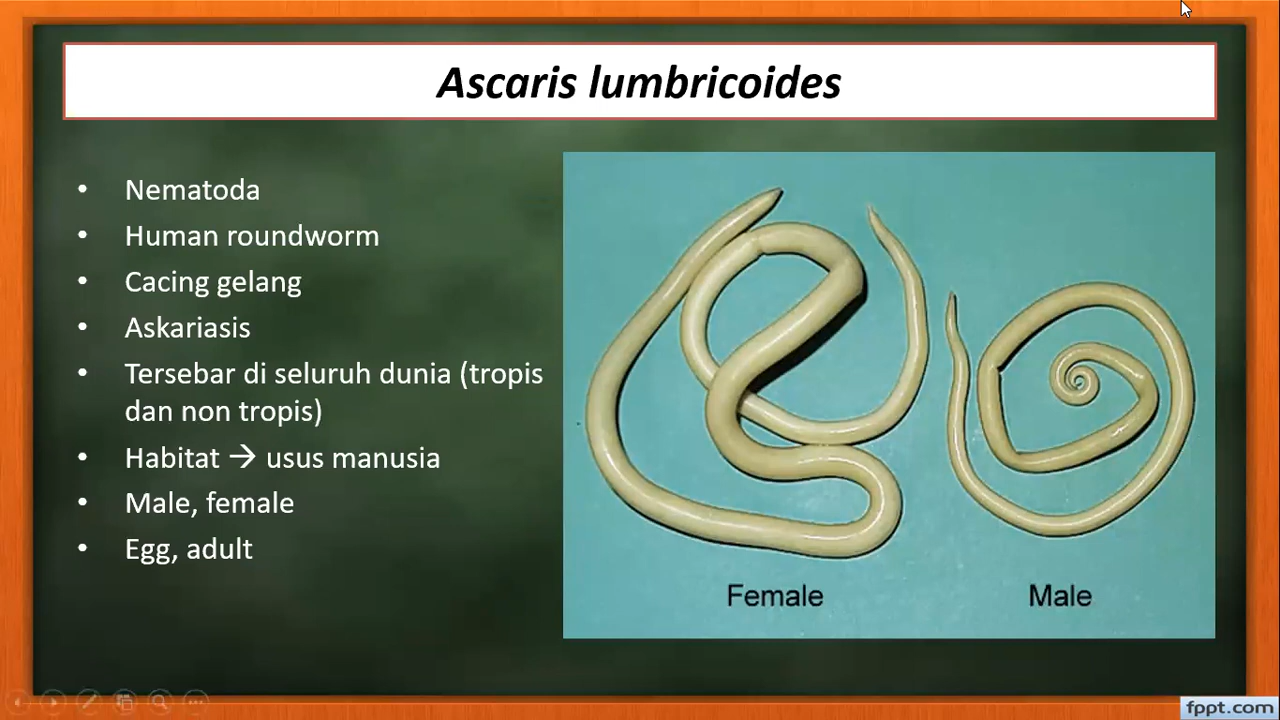 Ascaris lumbricoides
• Nematoda
• Human roundworm
• Cacing gelang
• Askariasis
• Tersebar di seluruh dunia (tropis
dan non tropis)
• Habitat → usus manusia
• Male, female
• Egg, adult
Female
Male
fppt.com